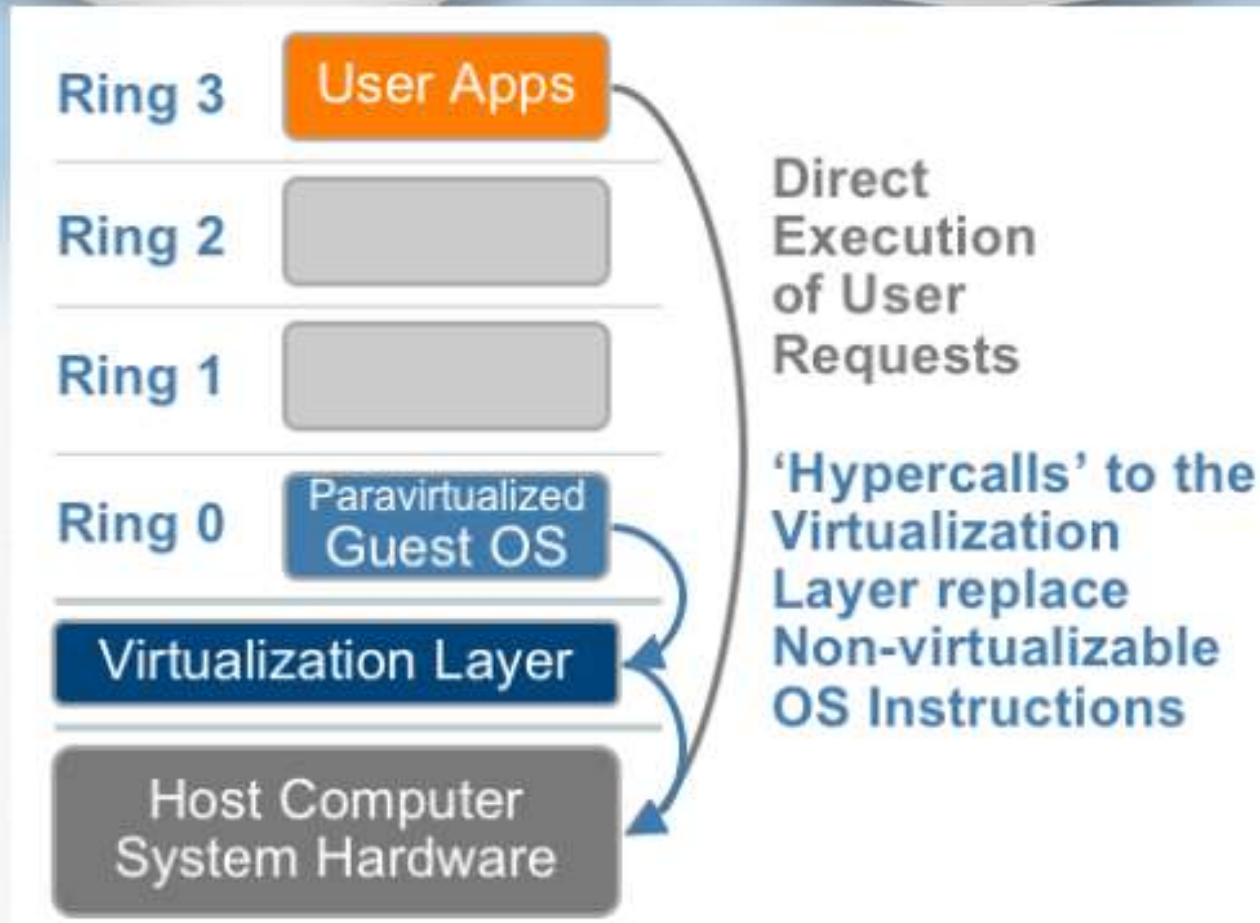 Ring 3
User Apps
Direct
Execution
of User
Requests
Ring 2
Ring 1
Ring 0
Paravirtualized
Guest OS
‘Hypercalls’ to the
Virtualization
Layer replace
Non-virtualizable
OS Instructions
Virtualization Layer
Host Computer
System Hardware